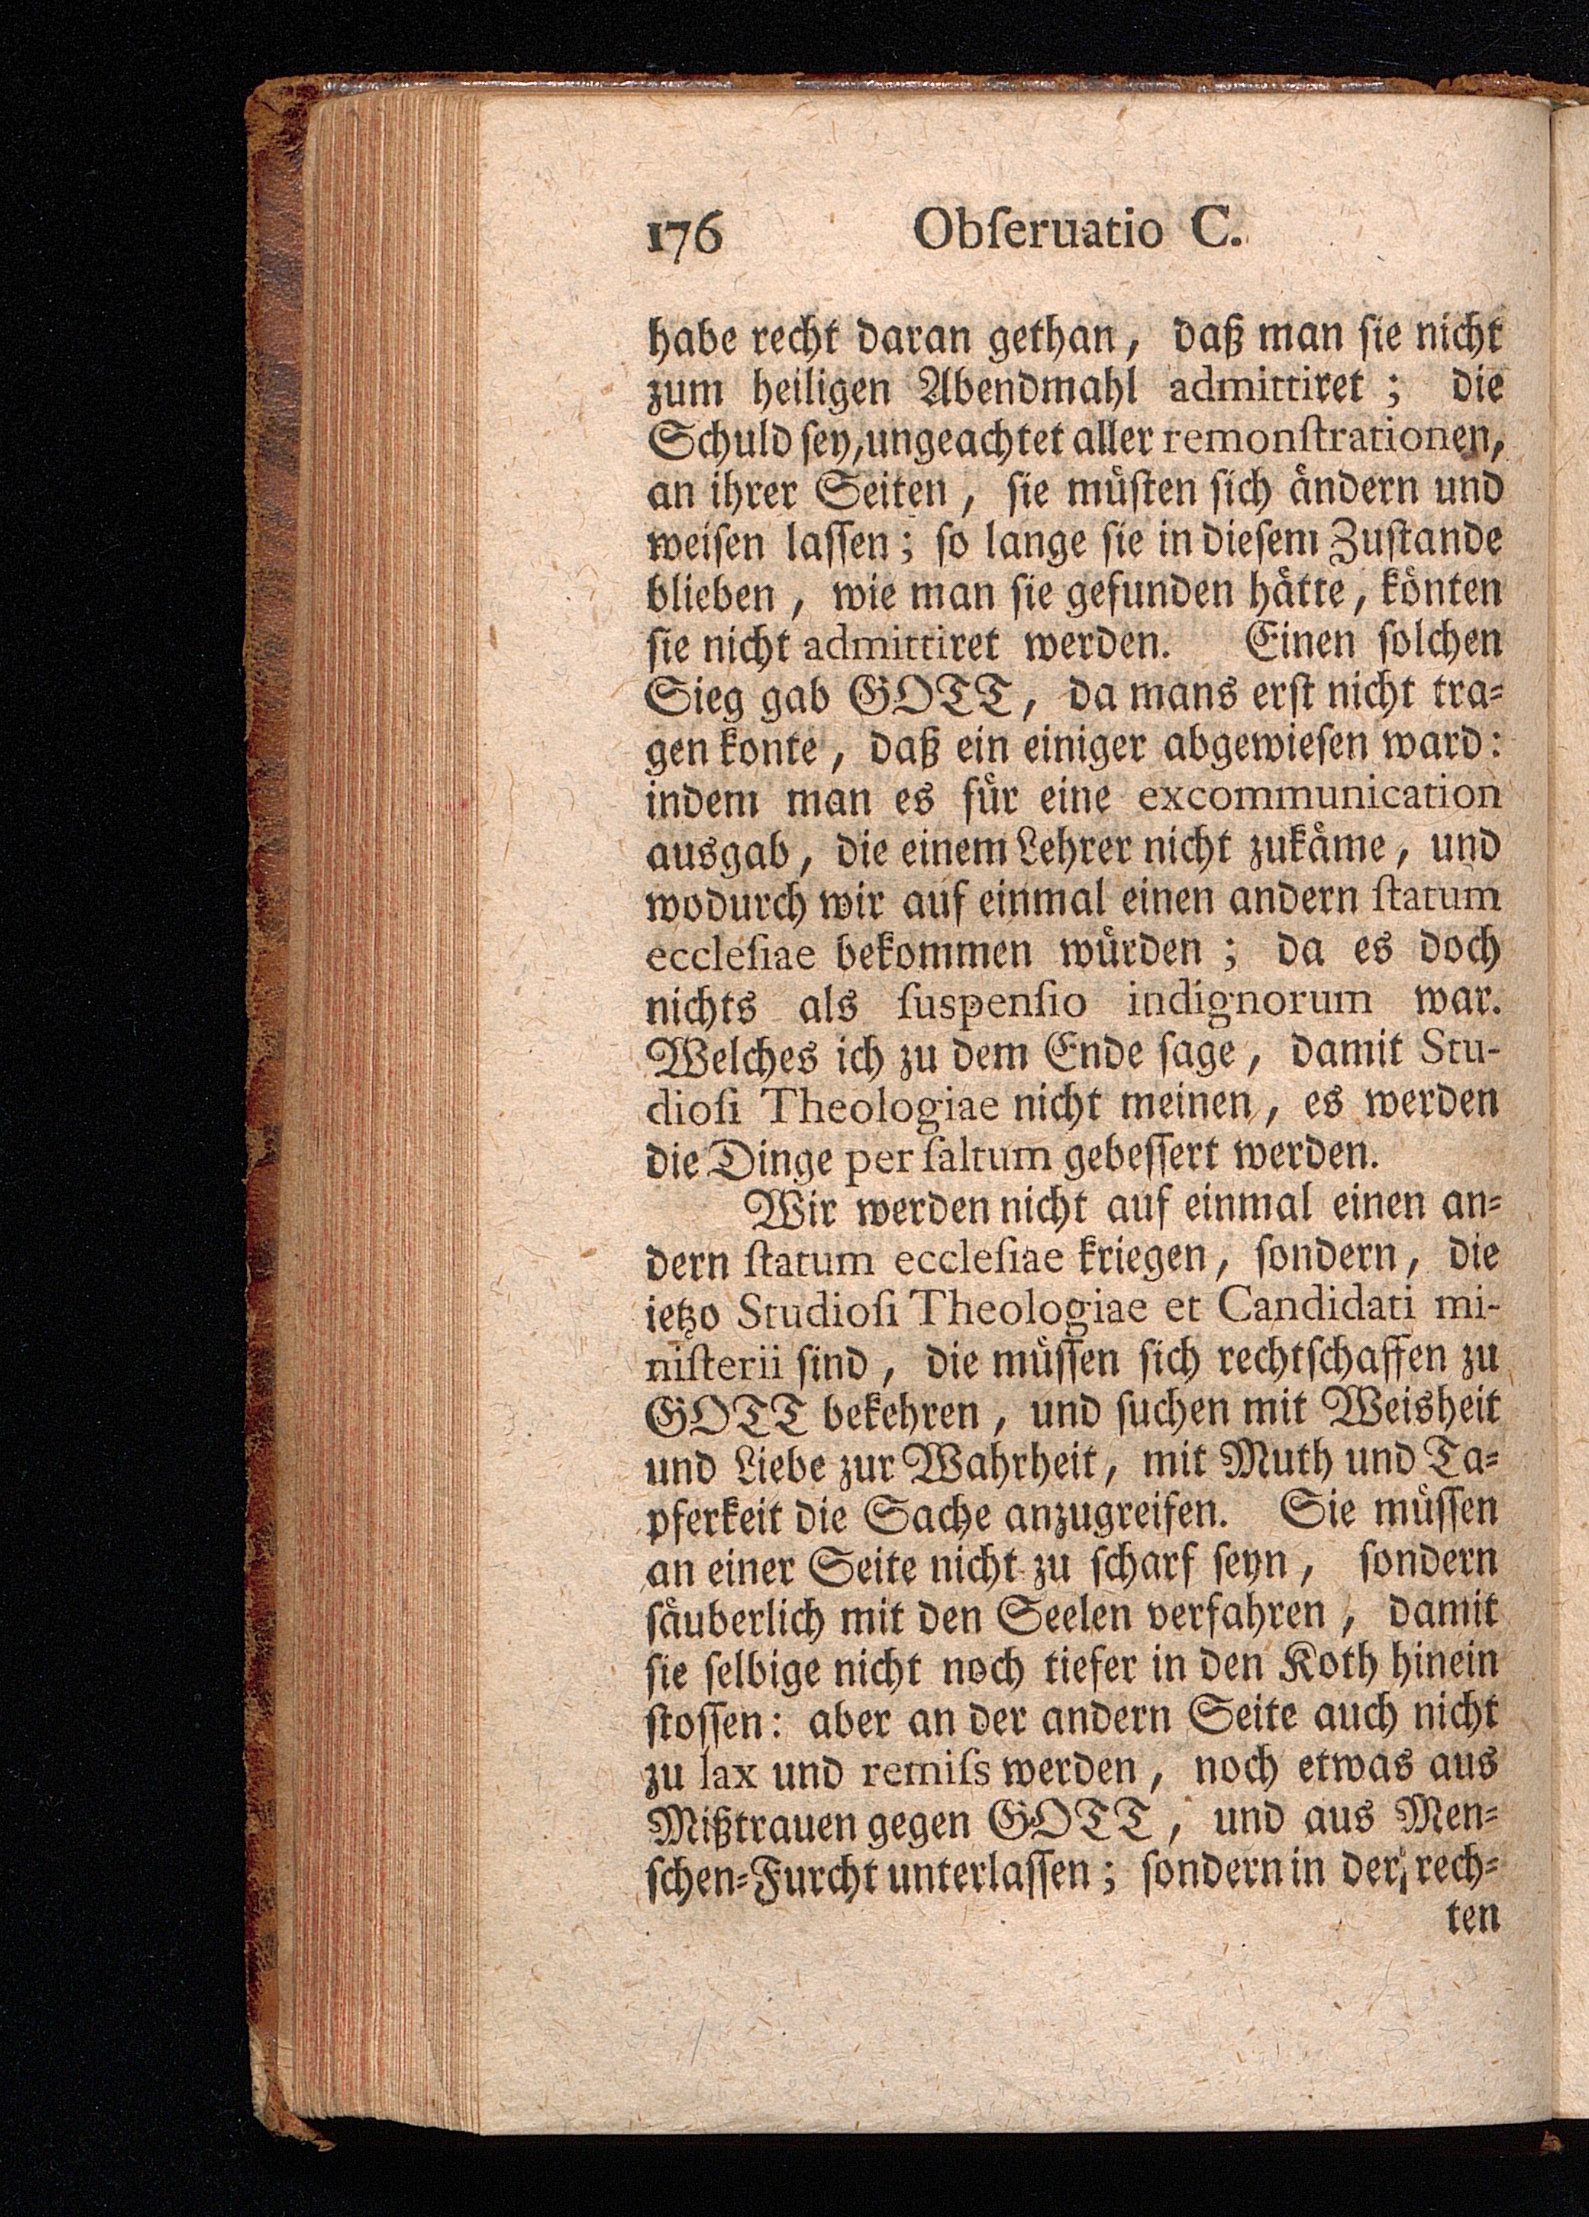 176 Obſeruatio C.
habe recht daran gethan, daß man ſie nicht
zum heiligen Abendmahl admittiret; die
Schuld ſey, ungeachtet aller remonſtrationen,
an ihrer Seiten, ſie müſten ſich ändern und
weiſen laſſen; ſo lange ſie in dieſem Zuſtande
blieben, wie man ſie gefunden hätte, könten
ſie nicht admittiret werden. Einen ſolchen
Sieg gab GOTT, da mans erſt nicht tra-
gen konte, daß ein einiger abgewieſen ward:
indem man es für eine excommunication
ausgab, die einem Lehrer nicht zukäme, und
wodurch wir auf einmal einen andern ſtatum
eccleſiae bekommen würden; da es doch
nichts als ſuspenſio indignorum war.
Welches ich zu dem Ende ſage, damit Stu-
dioſi Theologiae nicht meinen, es werden
die Dinge per ſaltum gebeſſert werden.
Wir werden nicht auf einmal einen an-
dern ſtatum eccleſiae kriegen, ſondern, die
ietzo Studioſi Theologiae et Candidati mi-
niſterii ſind, die müſſen ſich rechtſchaffen zu
GOTT bekehren, und ſuchen mit Weisheit
und Liebe zur Wahrheit, mit Muth und Ta-
pferkeit die Sache anzugreifen. Sie müſſen
an einer Seite nicht zu ſcharf ſeyn, ſondern
ſäuberlich mit den Seelen verfahren, damit
ſie ſelbige nicht noch tiefer in den Koth hinein
ſtoſſen: aber an der andern Seite auch nicht
zu lax und remiſs werden, noch etwas aus
Mißtrauen gegen GOTT, und aus Men-
ſchen-Furcht unterlaſſen; ſondern in der rech-
ten